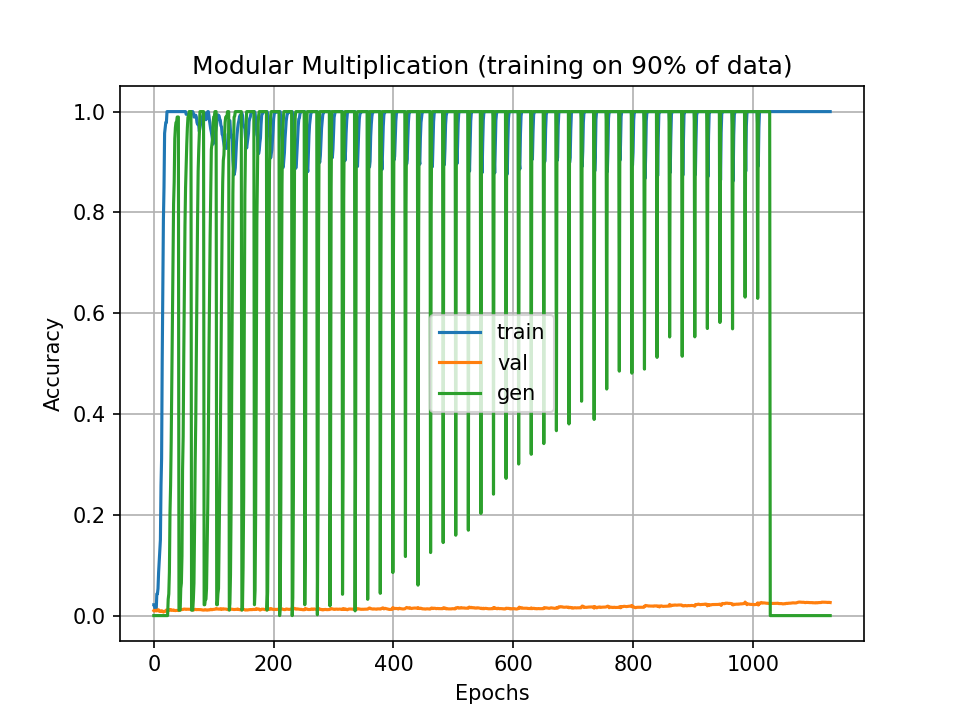 Modular Multiplication (training on 90% of data)
1.0
0.8
0.6
0.4
0.2
0.0
Accuracy
train
val
gen
0 200 400 600 800 1000
Epochs